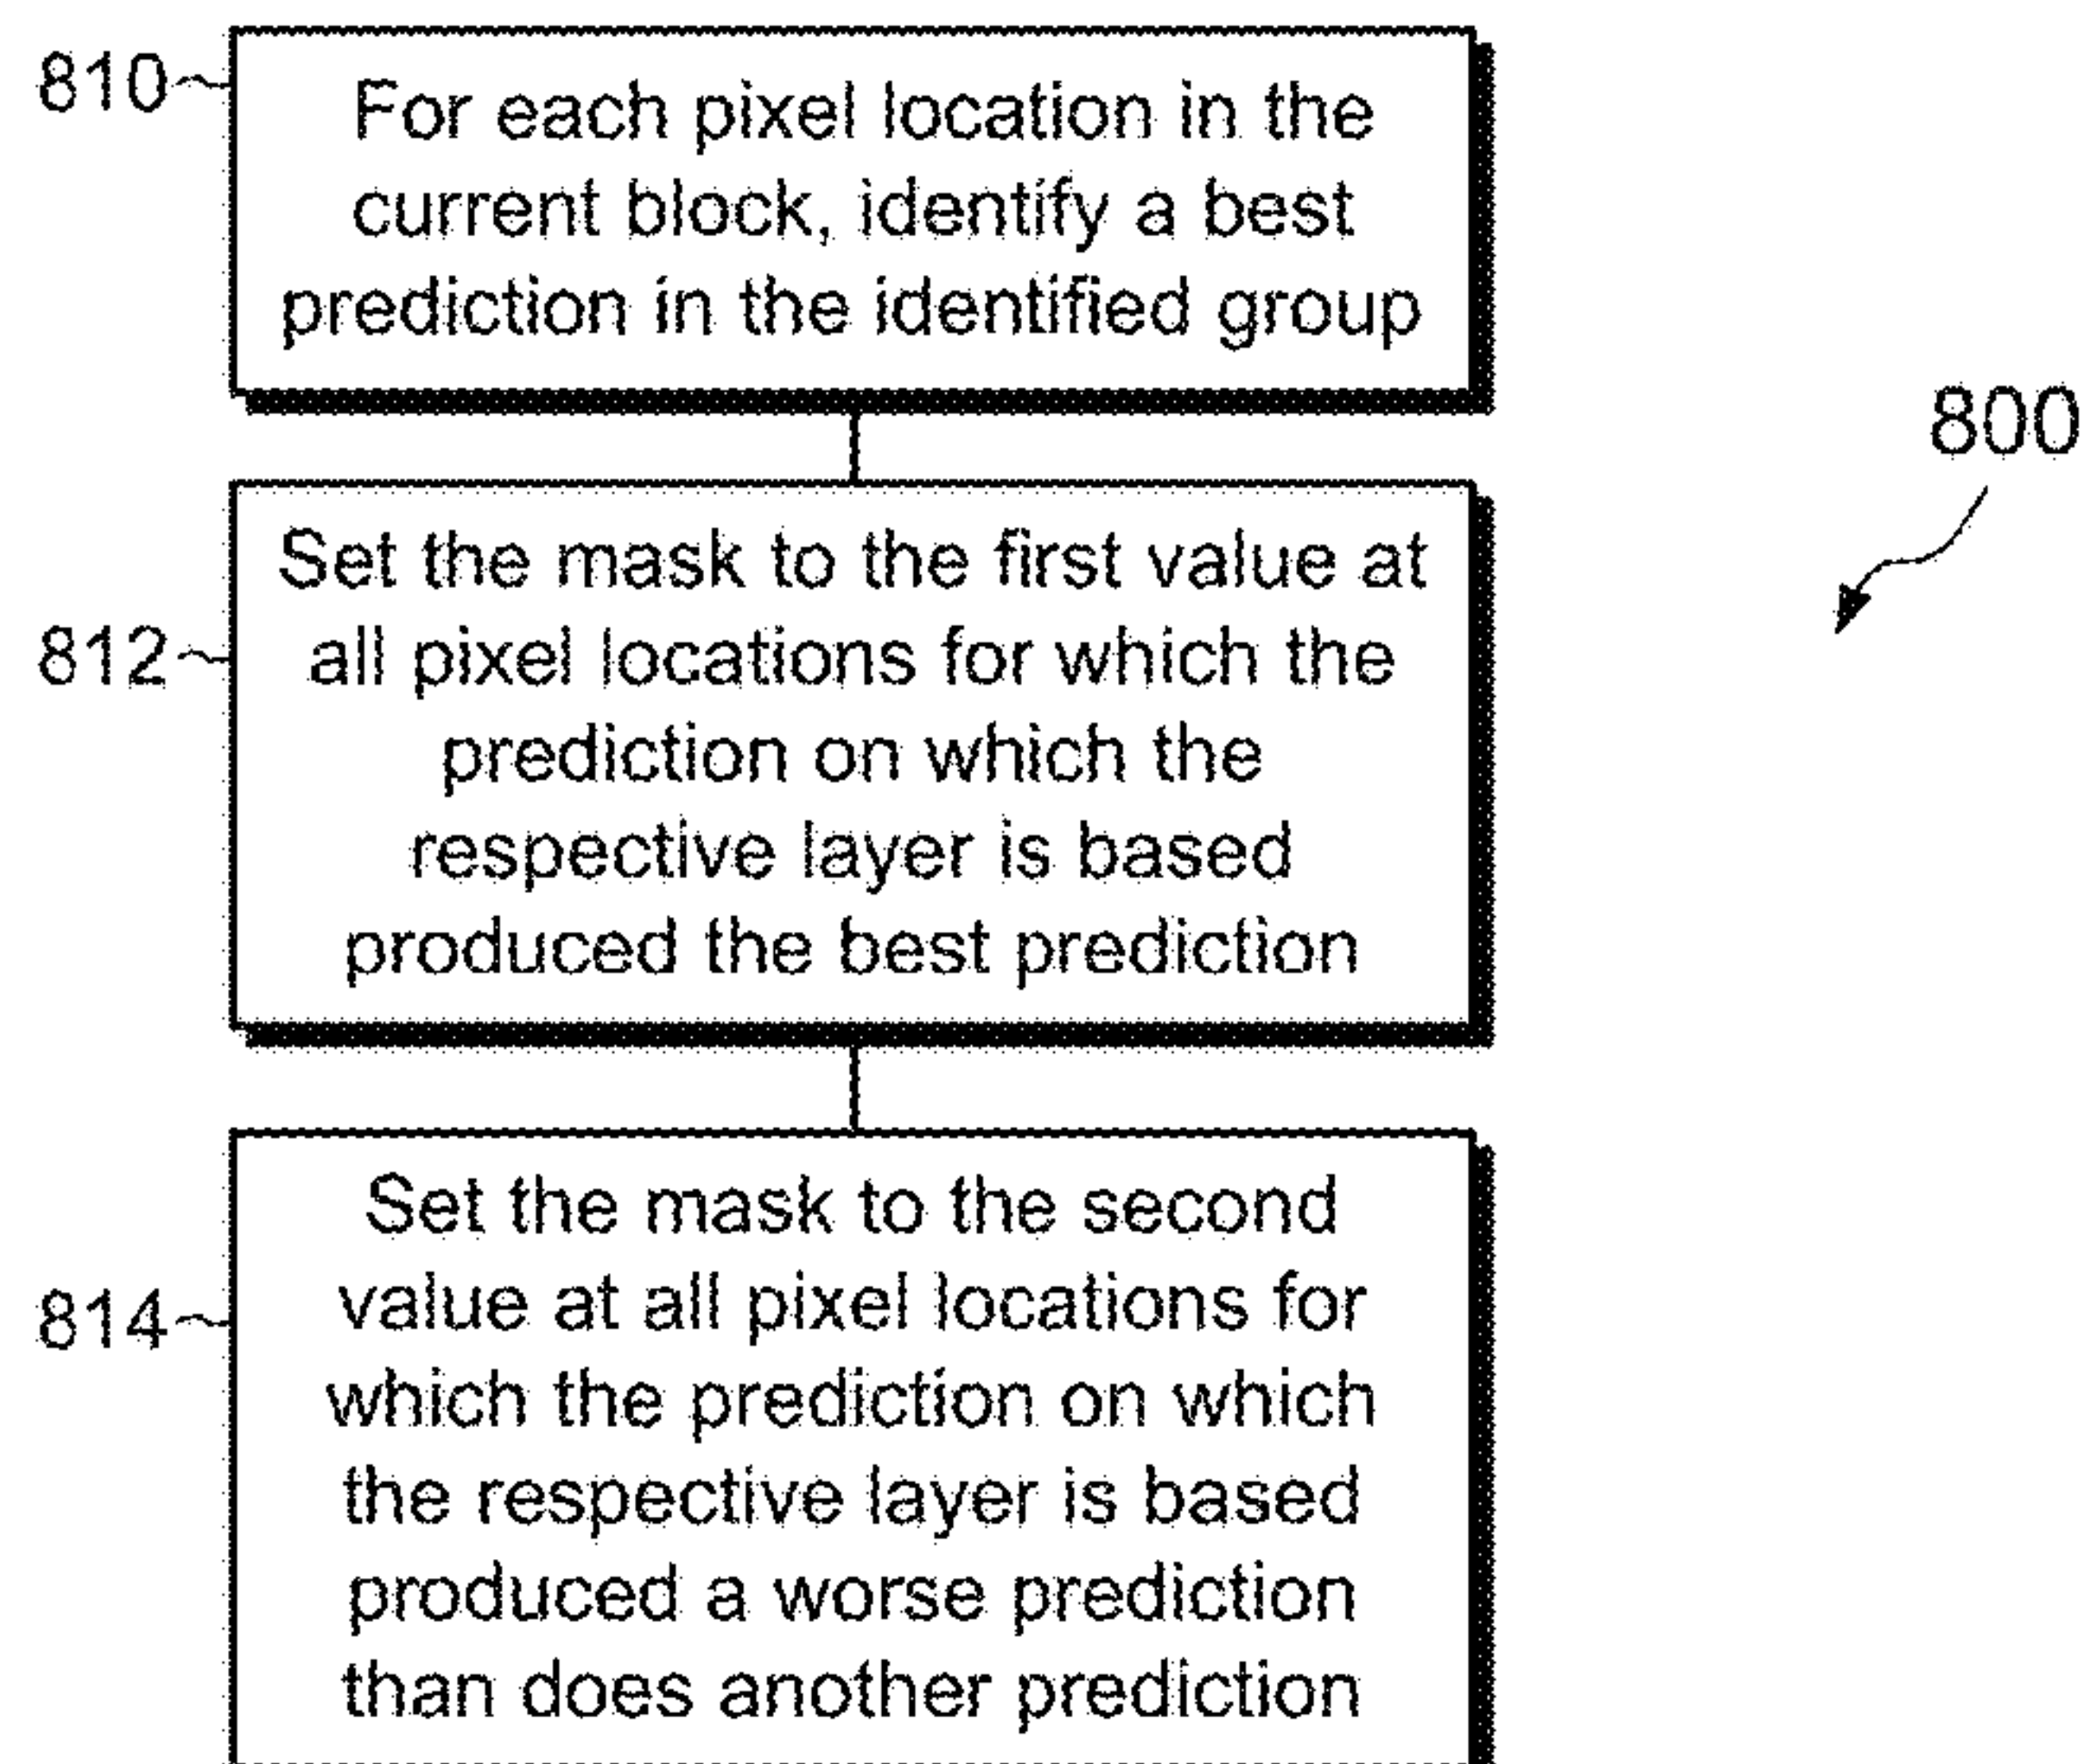 810
For each pixel location in the
current block, identify a best
prediction in the identified group
800
Set the mask to the first value at
812
all pixel locations for which the
prediction on which the
respective layer is based
produced the best prediction
Set the mask to the second
814
value at all pixel locations for
which the prediction on which
the respective layer is based
produced a worse prediction
than does another prediction